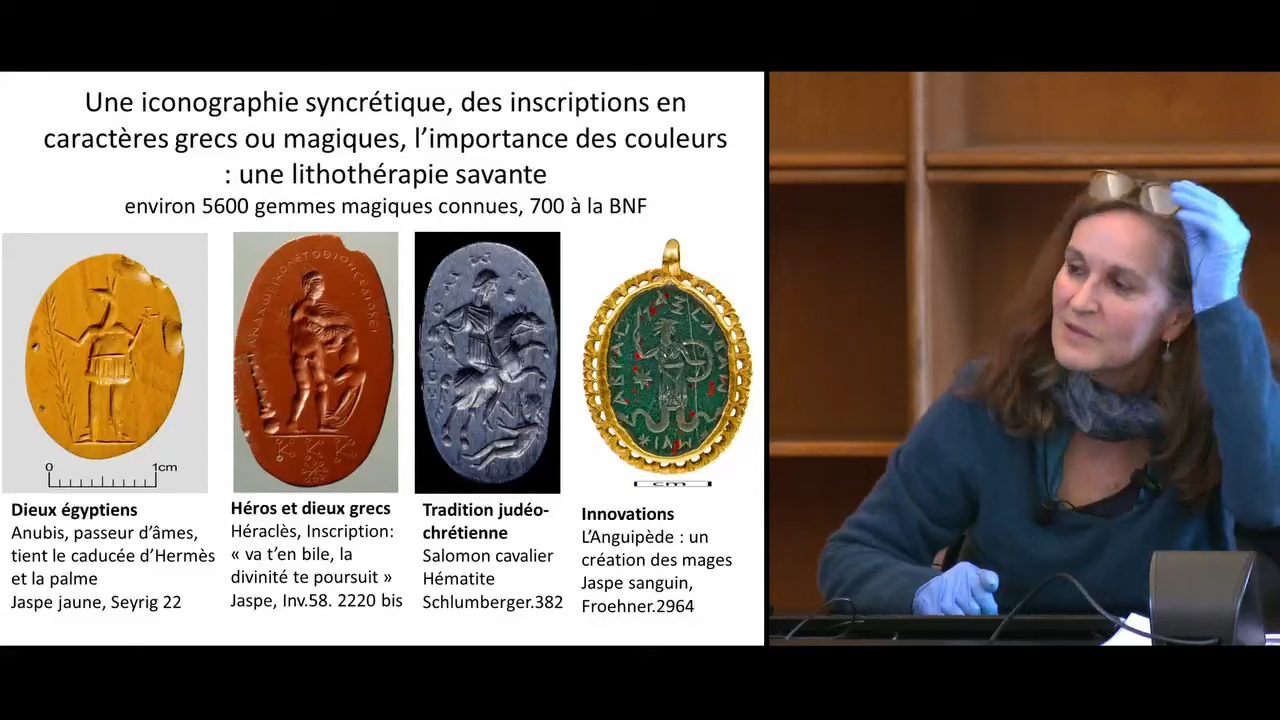 Une iconographie syncrétique, des inscriptions en
caractères grecs ou magiques, l’importance des couleurs
: une lithothérapie savante
environ 5600 gemmes magiques connues, 700 à la BNF
0 1cm
cm
Dieux égyptiens
Anubis, passeur d’âmes,
tient le caducée d’Hermès
et la palme
Jaspe jaune, Seyrig 22
Héros et dieux grecs
Héraclès, Inscription:
« va t’en bile, la
divinité te poursuit »
Jaspe, Inv.58. 2220 bis
Tradition judéo-
chrétienne
Salomon cavalier
Hématite
Schlumberger.382
Innovations
L’Anguipède : un
création des mages
Jaspe sanguin,
Froehner.2964